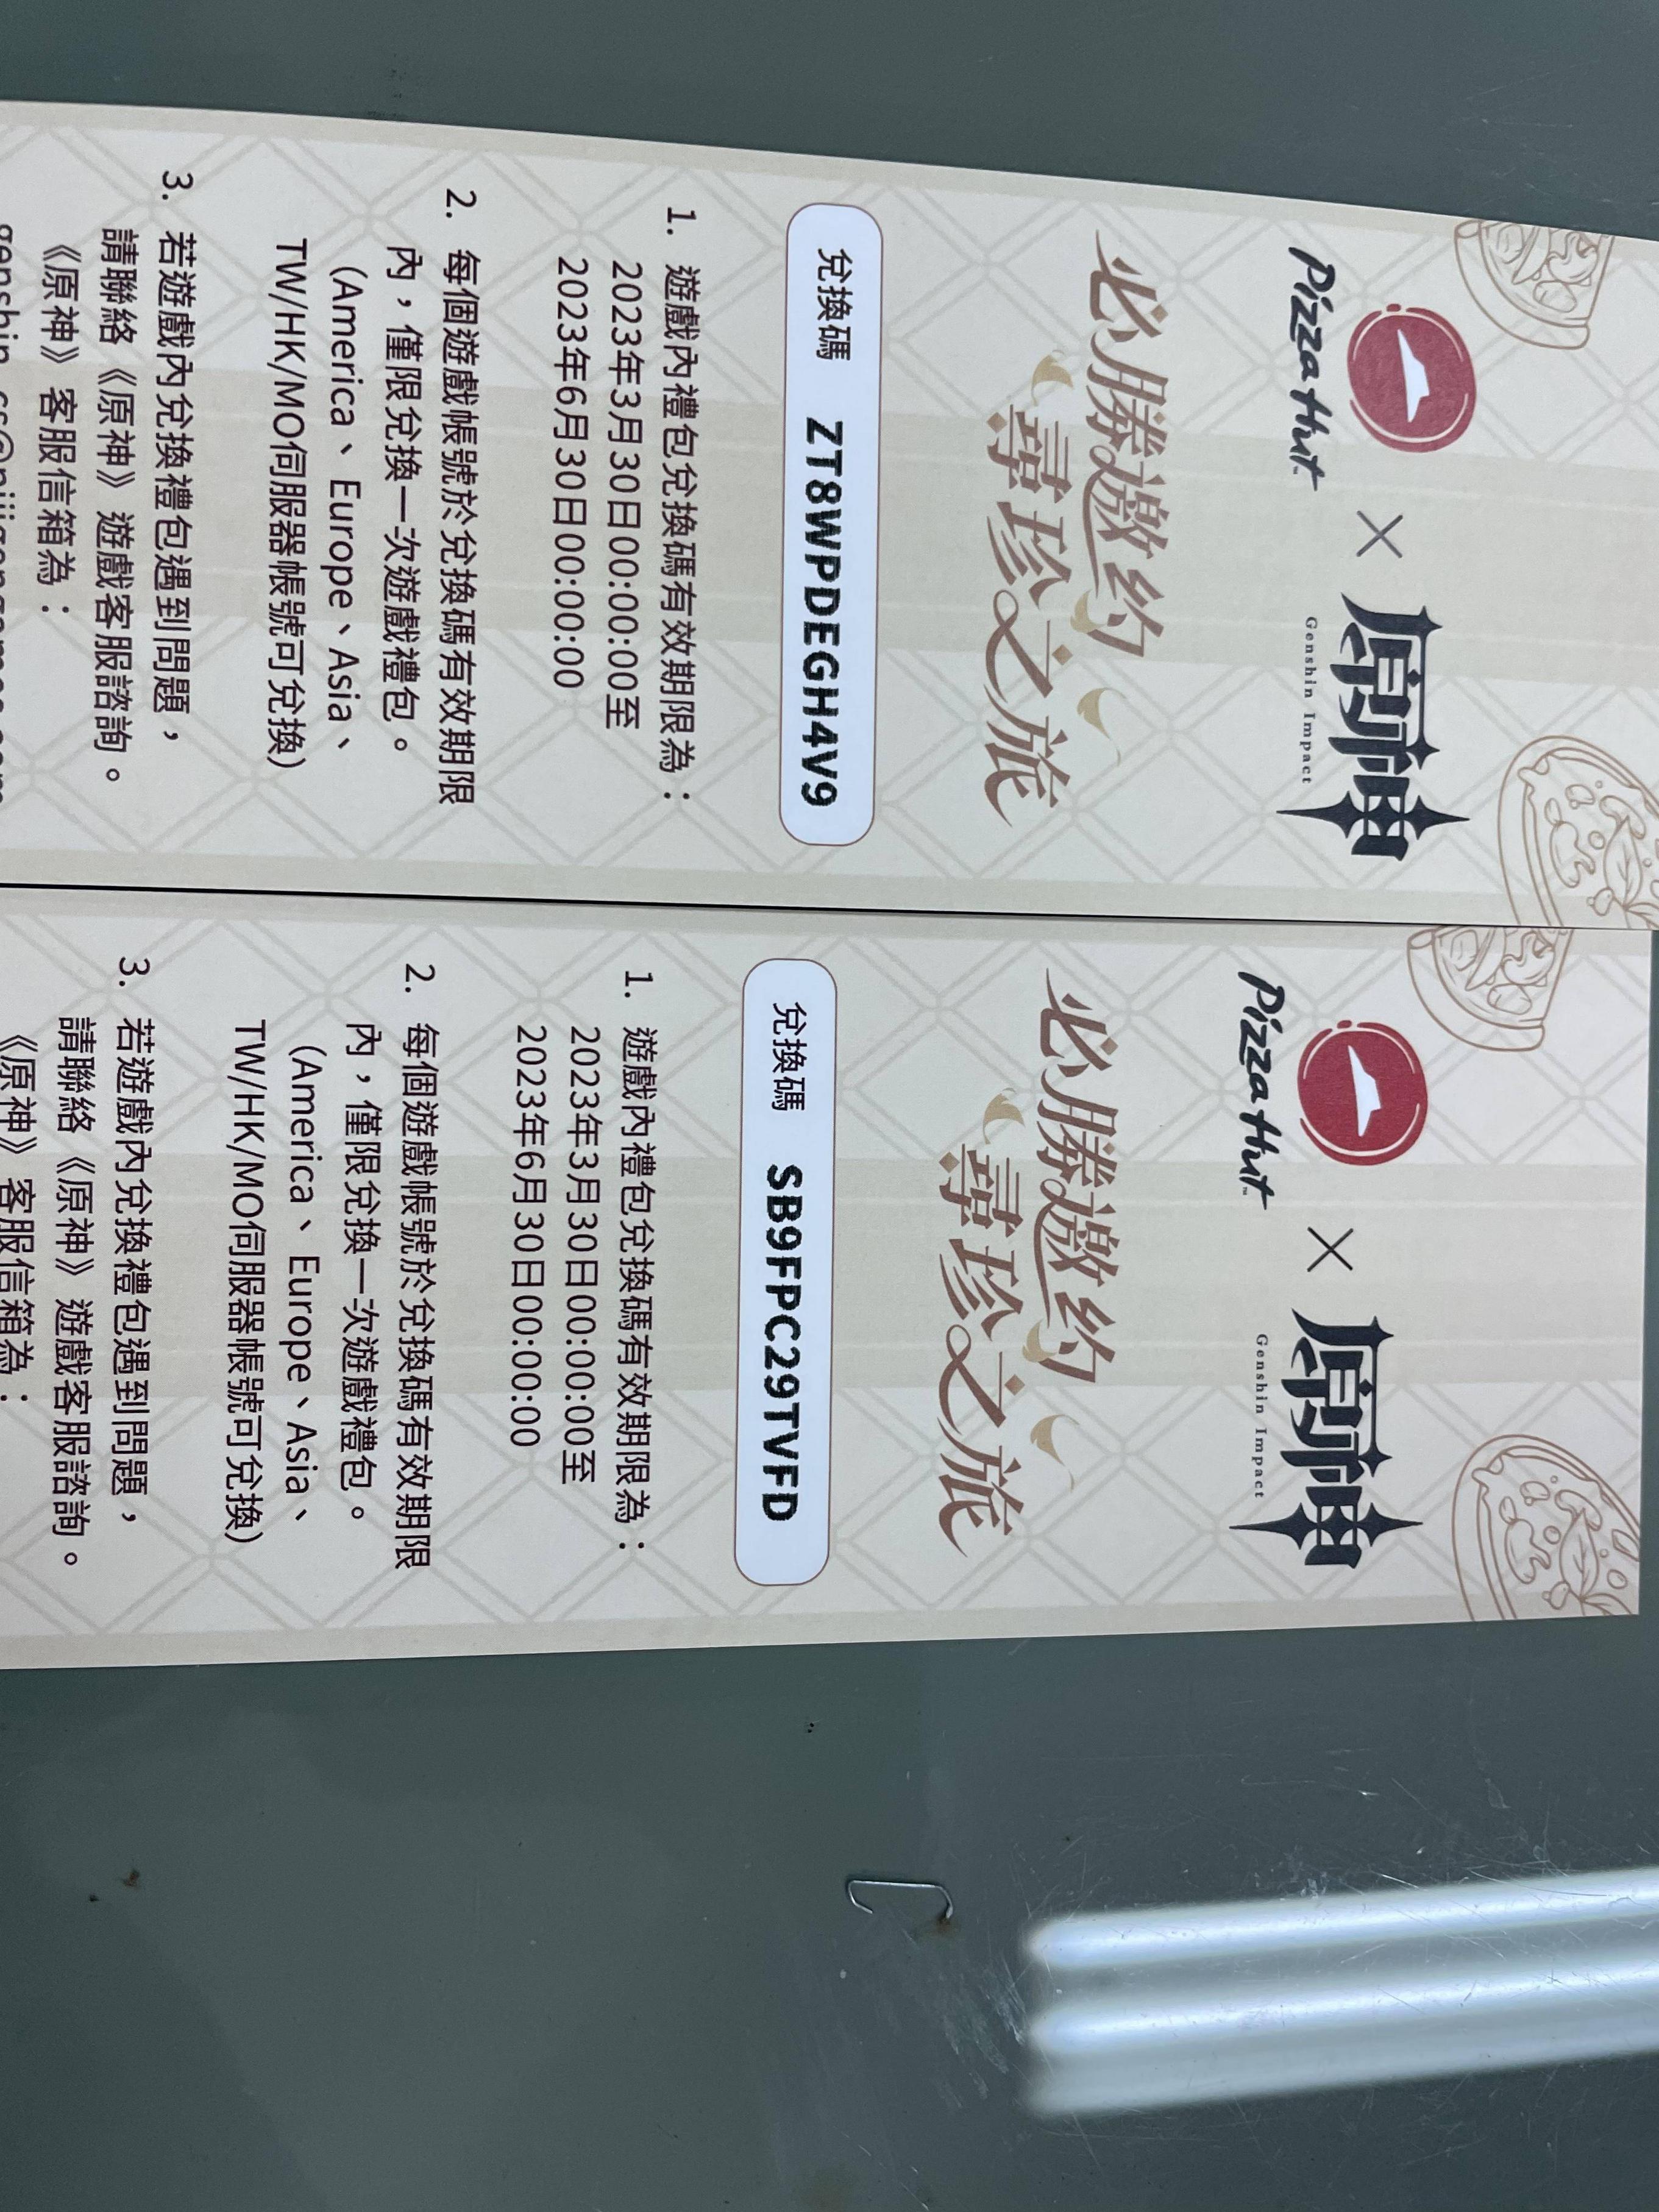 Pizza Hut
×
原神
Genshin Impact
必勝邀約
尋珍之旅
兌換碼 ZT8WPDEGH4V9
1. 遊戲內禮包兌換碼有效期限為：
2023年3月30日00:00:00至
2023年6月30日00:00:00
2. 每個遊戲帳號於兌換碼有效期限
內，僅限兌換一次遊戲禮包。
（America、Europe、Asia、
TW/HK/MO伺服器帳號可兌換）
3. 若遊戲內兌換禮包遇到問題，
請聯絡《原神》遊戲客服諮詢。
《原神》客服信箱為：
Pizza Hut
×
原神
Genshin Impact
必勝邀約
尋珍之旅
兌換碼 SB9FPC29TVFD
1. 遊戲內禮包兌換碼有效期限為：
2023年3月30日00:00:00至
2023年6月30日00:00:00
2. 每個遊戲帳號於兌換碼有效期限
內，僅限兌換一次遊戲禮包。
（America、Europe、Asia、
TW/HK/MO伺服器帳號可兌換）
3. 若遊戲內兌換禮包遇到問題，
請聯絡《原神》遊戲客服諮詢。
《原神》客服信箱為：